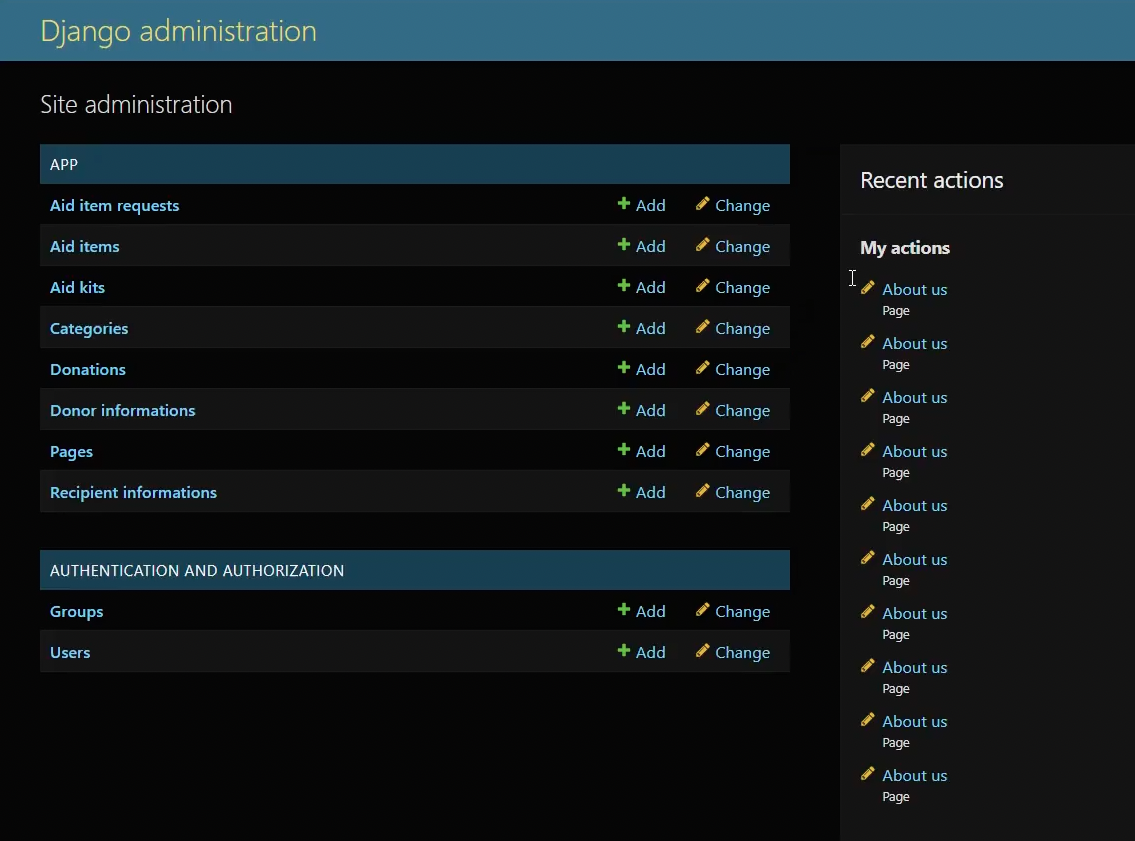 Django administration
Site administration
APP
Aid item requests Add Change
Aid items Add Change
Aid kits Add Change
Categories Add Change
Donations Add Change
Donor informations Add Change
Pages Add Change
Recipient informations Add Change
AUTHENTICATION AND AUTHORIZATION
Groups Add Change
Users Add Change
Recent actions
My actions
About us
Page
About us
Page
About us
Page
About us
Page
About us
Page
About us
Page
About us
Page
About us
Page
About us
Page
About us
Page